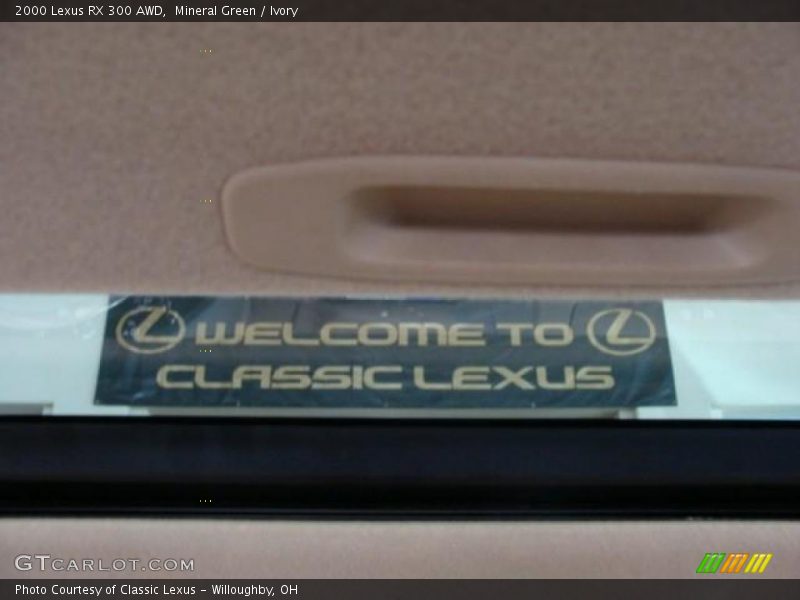 2000 Lexus RX 300 AWD, Mineral Green / Ivory
WELCOME TO
CLASSIC LEXUS
GTCARLOT.COM
Photo Courtesy of Classic Lexus - Willoughby, OH